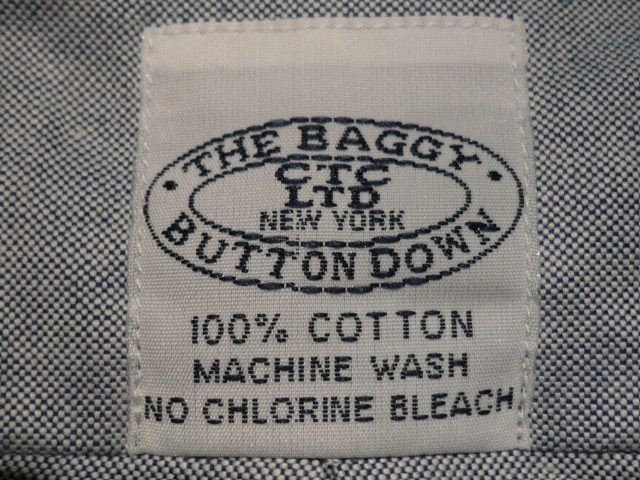 THE BAGGY
CTC
LTD
NEW YORK
BUTTON DOWN
100% COTTON
MACHINE WASH
NO CHLORINE BLEACH